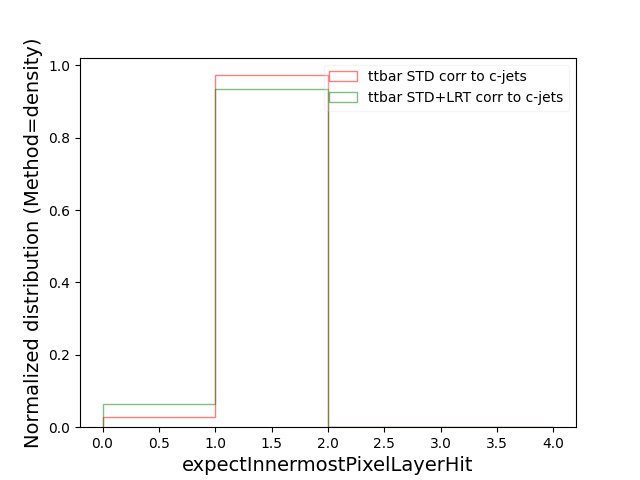 ttbar STD corr to c-jets
ttbar STD+LRT corr to c-jets
Normalized distribution (Method=density)
1.0
0.8
0.6
0.4
0.2
0.0
0.0 0.5 1.0 1.5 2.0 2.5 3.0 3.5 4.0
expectInnermostPixelLayerHit